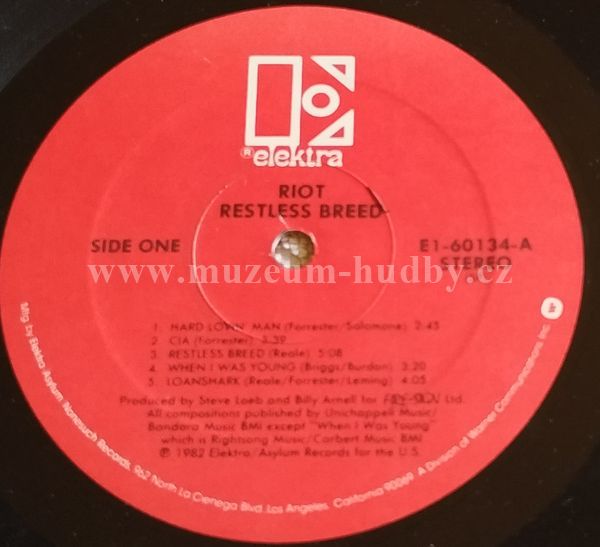 ® elektra
RIOT
RESTLESS BREED
SIDE ONE
E1-60134-A
STEREO
www.muzeum-hudby.cz
1. HARD LOVIN' MAN (Forrester/Salomone) 2:45
2. CIA (Forrester) 3:59
3. RESTLESS BREED (Reale) 5:08
4. WHEN I WAS YOUNG (Briggs/Burdon) 3:20
5. LOANSHARK (Reale/Forrester/Leming) 4:05
Produced by Steve Loeb and Billy Arnell for Ltd.
All compositions published by Unichappell Music/
Bandora Music BMI except "When I Was Young"
which is Rightsong Music/Carbert Music BMI
℗ 1982 Elektra/Asylum Records for the U.S.
Mfg by Elektra Asylum Nonesuch Records, 962 North La Cienega Blvd., Los Angeles, California 90069. A Division of Warner Communications Inc.